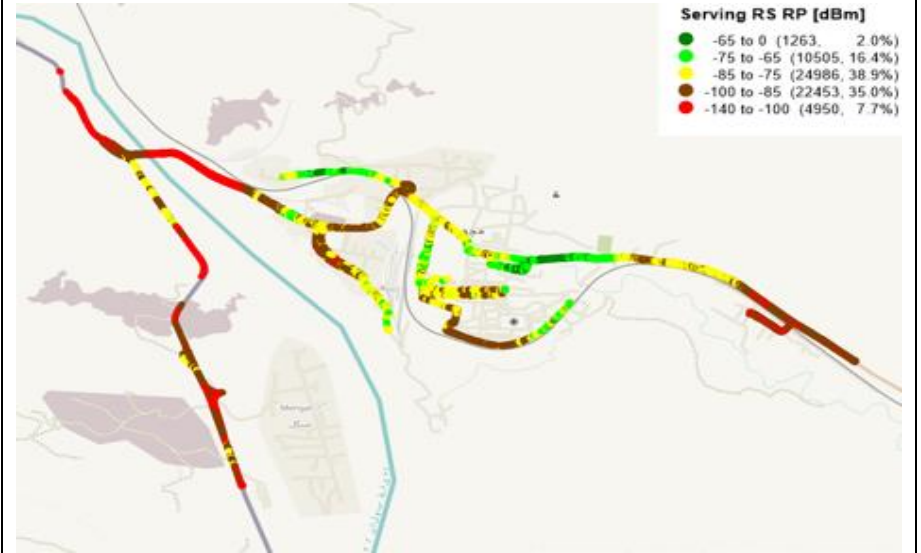 Serving RS RP [dBm]
-65 to 0 (1263, 2.0%)
-75 to -65 (10505, 16.4%)
-85 to -75 (24986, 38.9%)
-100 to -85 (22453, 35.0%)
-140 to -100 (4950, 7.7%)